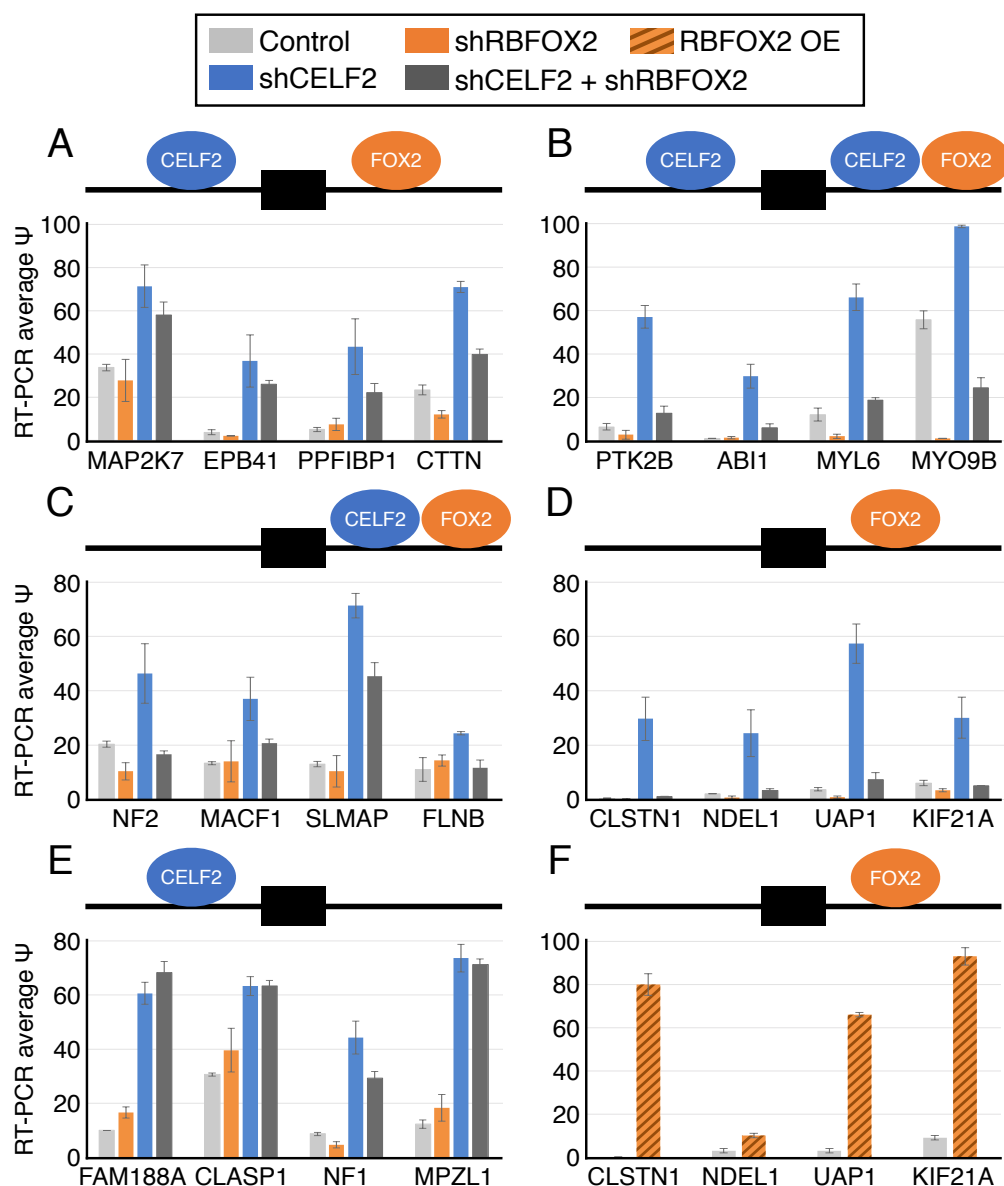 Control
shRBFOX2
RBFOX2 OE
shCELF2
shCELF2 + shRBFOX2
A
CELF2
FOX2
RT-PCR average Ψ
100
80
60
40
20
0
MAP2K7 EPB41 PPFIBP1 CTTN
B
CELF2
CELF2
FOX2
100
80
60
40
20
0
PTK2B ABI1 MYL6 MYO9B
C
CELF2
FOX2
RT-PCR average Ψ
80
60
40
20
0
NF2 MACF1 SLMAP FLNB
D
FOX2
80
60
40
20
0
CLSTN1 NDEL1 UAP1 KIF21A
E
CELF2
RT-PCR average Ψ
80
60
40
20
0
FAM188A CLASP1 NF1 MPZL1
F
FOX2
100
80
60
40
20
0
CLSTN1 NDEL1 UAP1 KIF21A